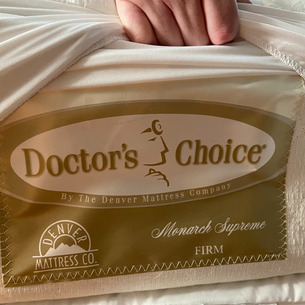 Doctor's Choice®
By The Denver Mattress Company
Monarch Supreme
FIRM
DENVER
MATTRESS CO.